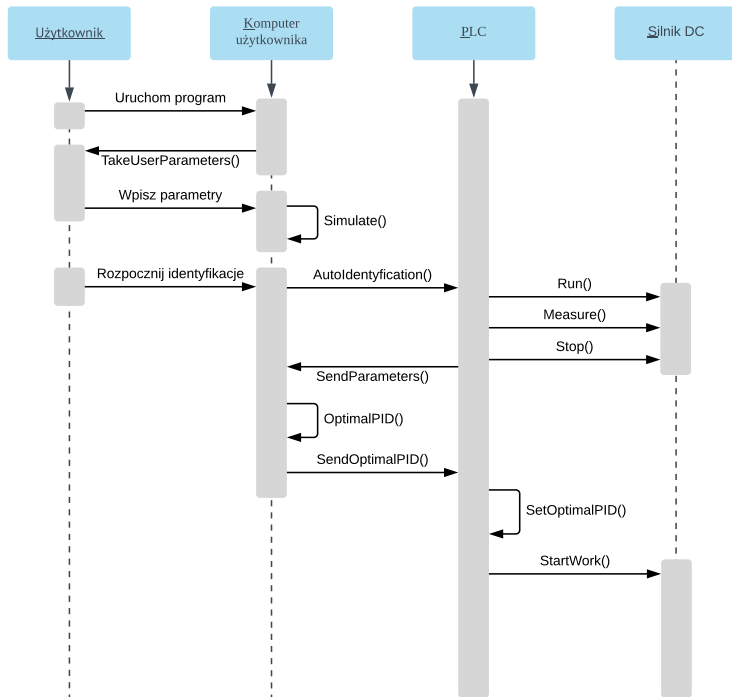 Użytkownik
Komputer
użytkownika
PLC
Silnik DC
Uruchom program
TakeUserParameters()
Wpisz parametry
Simulate()
Rozpocznij identyfikacje
AutoIdentyfication()
Run()
Measure()
Stop()
SendParameters()
OptimalPID()
SendOptimalPID()
SetOptimalPID()
StartWork()